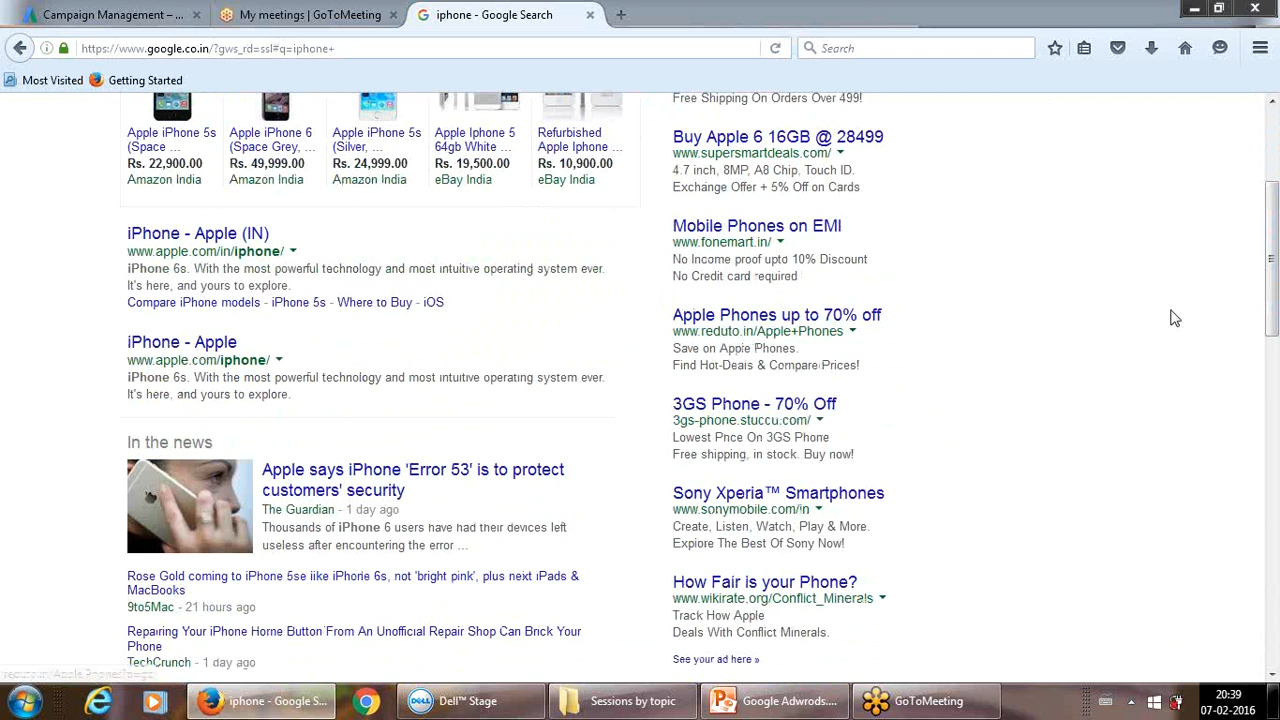 Campaign Management – ...
My meetings | GoToMeeting
iphone - Google Search
https://www.google.co.in/?gws_rd=ssl#q=iphone+
Search
Most Visited
Getting Started
Apple iPhone 5s (Space ...
Rs. 22,900.00
Amazon India
Apple iPhone 6 (Space Grey, ...
Rs. 49,999.00
Amazon India
Apple iPhone 5s (Silver, ...
Rs. 24,999.00
Amazon India
Apple Iphone 5 64gb White ...
Rs. 19,500.00
eBay India
Refurbished Apple Iphone ...
Rs. 10,900.00
eBay India
iPhone - Apple (IN)
www.apple.com/in/iphone/
iPhone 6s. With the most powerful technology and most intuitive operating system ever.
It's here, and yours to explore.
Compare iPhone models - iPhone 5s - Where to Buy - iOS
iPhone - Apple
www.apple.com/iphone/
iPhone 6s. With the most powerful technology and most intuitive operating system ever.
It's here, and yours to explore.
In the news
Apple says iPhone 'Error 53' is to protect
customers' security
The Guardian - 1 day ago
Thousands of iPhone 6 users have had their devices left
useless after encountering the error ...
Rose Gold coming to iPhone 5se like iPhone 6s, not 'bright pink', plus next iPads &
MacBooks
9to5Mac - 21 hours ago
Repairing Your iPhone Home Button From An Unofficial Repair Shop Can Brick Your
Phone
TechCrunch - 1 day ago
Free Shipping On Orders Over 499!
Buy Apple 6 16GB @ 28499
www.supersmartdeals.com/
4.7 inch, 8MP, A8 Chip, Touch ID.
Exchange Offer + 5% Off on Cards
Mobile Phones on EMI
www.fonemart.in/
No Income proof upto 10% Discount
No Credit card required
Apple Phones up to 70% off
www.reduto.in/Apple+Phones
Save on Apple Phones.
Find Hot-Deals & Compare Prices!
3GS Phone - 70% Off
3gs-phone.stuccu.com/
Lowest Price On 3GS Phone
Free shipping, in stock. Buy now!
Sony Xperia™ Smartphones
www.sonymobile.com/in
Create, Listen, Watch, Play & More.
Explore The Best Of Sony Now!
How Fair is your Phone?
www.wikirate.org/Conflict_Minerals
Track How Apple
Deals With Conflict Minerals.
See your ad here »
iphone - Google S...
Dell™ Stage
Sessions by topic
Google Adwrods....
GoToMeeting
20:39
07-02-2016